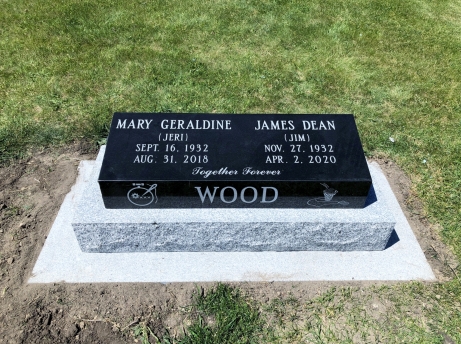 MARY GERALDINE JAMES DEAN
(JERI) (JIM)
SEPT. 16, 1932 NOV. 27, 1932
AUG. 31, 2018 APR. 2, 2020
Together Forever
WOOD